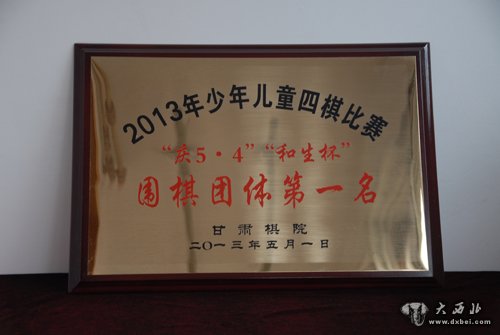 2013年少年儿童四棋比赛
“庆5·4”“和生杯”
围棋团体第一名
甘肃棋院
二〇一三年五月一日
大西北
www.dxbei.com